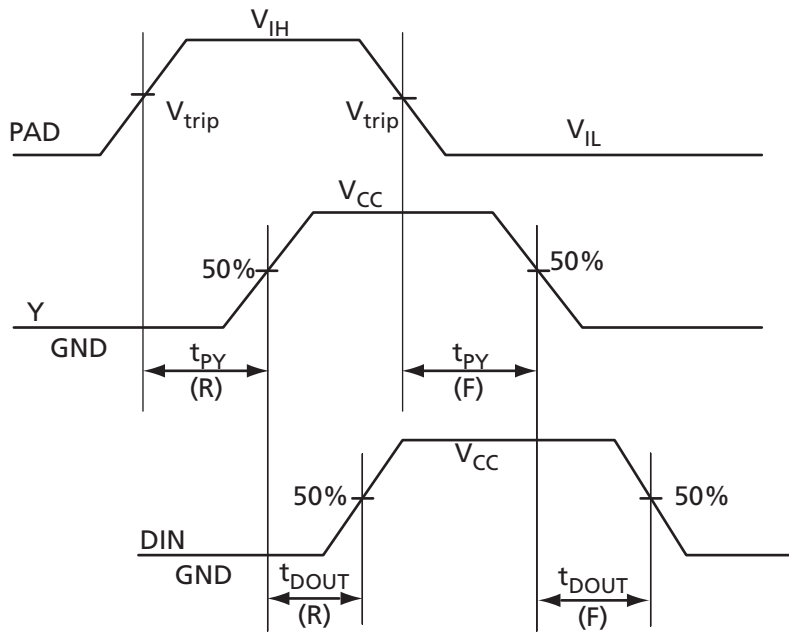 V_IH
V_trip
V_trip
PAD
V_IL
V_CC
50%
50%
Y
GND
t_PY
(R)
t_PY
(F)
V_CC
50%
50%
DIN
GND
t_DOUT
(R)
t_DOUT
(F)